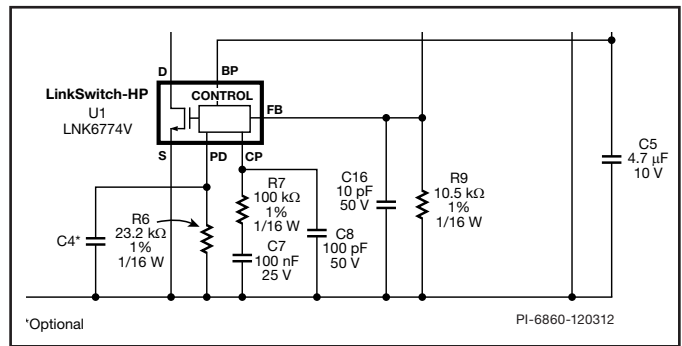 D
BP
LinkSwitch-HP
U1
LNK6774V
CONTROL
FB
S
PD
CP
C5
4.7 µF
10 V
R7
100 kΩ
1%
1/16 W
C16
10 pF
50 V
R9
10.5 kΩ
1%
1/16 W
R6
23.2 kΩ
1%
1/16 W
C4*
C7
100 nF
25 V
C8
100 pF
50 V
*Optional
PI-6860-120312